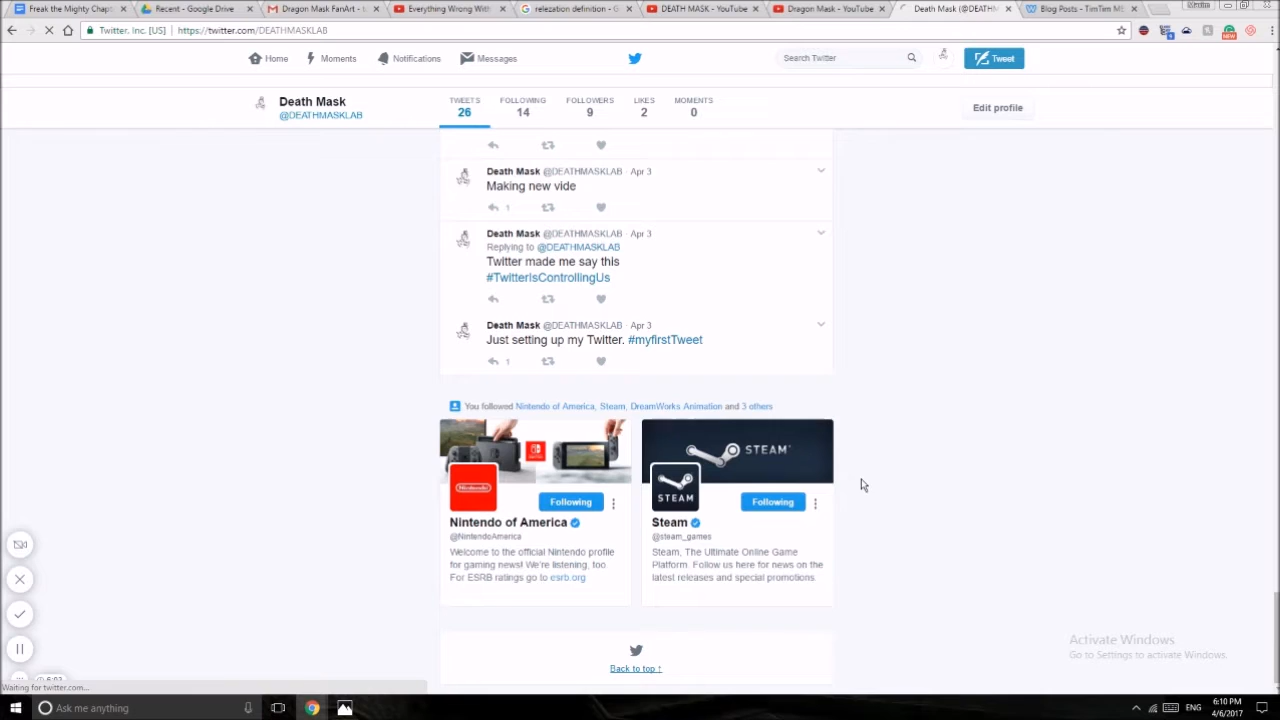 Freak the Mighty Chap
Recent - Google Drive
Dragon Mask FanArt -
Everything Wrong With
relezation definition - G
DEATH MASK - YouTube
Dragon Mask - YouTube
Death Mask (@DEATHM
Blog Posts - TimTim MS
Twitter, Inc. [US] | https://twitter.com/DEATHMASKLAB
Home Moments Notifications Messages
Search Twitter
Tweet
Death Mask
@DEATHMASKLAB
TWEETS FOLLOWING FOLLOWERS LIKES MOMENTS
26 14 9 2 0
Edit profile
Death Mask @DEATHMASKLAB · Apr 3
Making new vide
1
Death Mask @DEATHMASKLAB · Apr 3
Replying to @DEATHMASKLAB
Twitter made me say this
#TwitterIsControllingUs
Death Mask @DEATHMASKLAB · Apr 3
Just setting up my Twitter. #myfirstTweet
1
You followed Nintendo of America, Steam, DreamWorks Animation and 3 others
Nintendo
Following
Nintendo of America
@NintendoAmerica
Welcome to the official Nintendo profile
for gaming news! We're listening, too.
For ESRB ratings go to esrb.org
STEAM
STEAM
Following
Steam
@steam_games
Steam, The Ultimate Online Game
Platform. Follow us here for news on the
latest releases and special promotions.
Back to top ↑
Activate Windows
Go to Settings to activate Windows.
Waiting for twitter.com...
Ask me anything
ENG
6:10 PM
4/6/2017